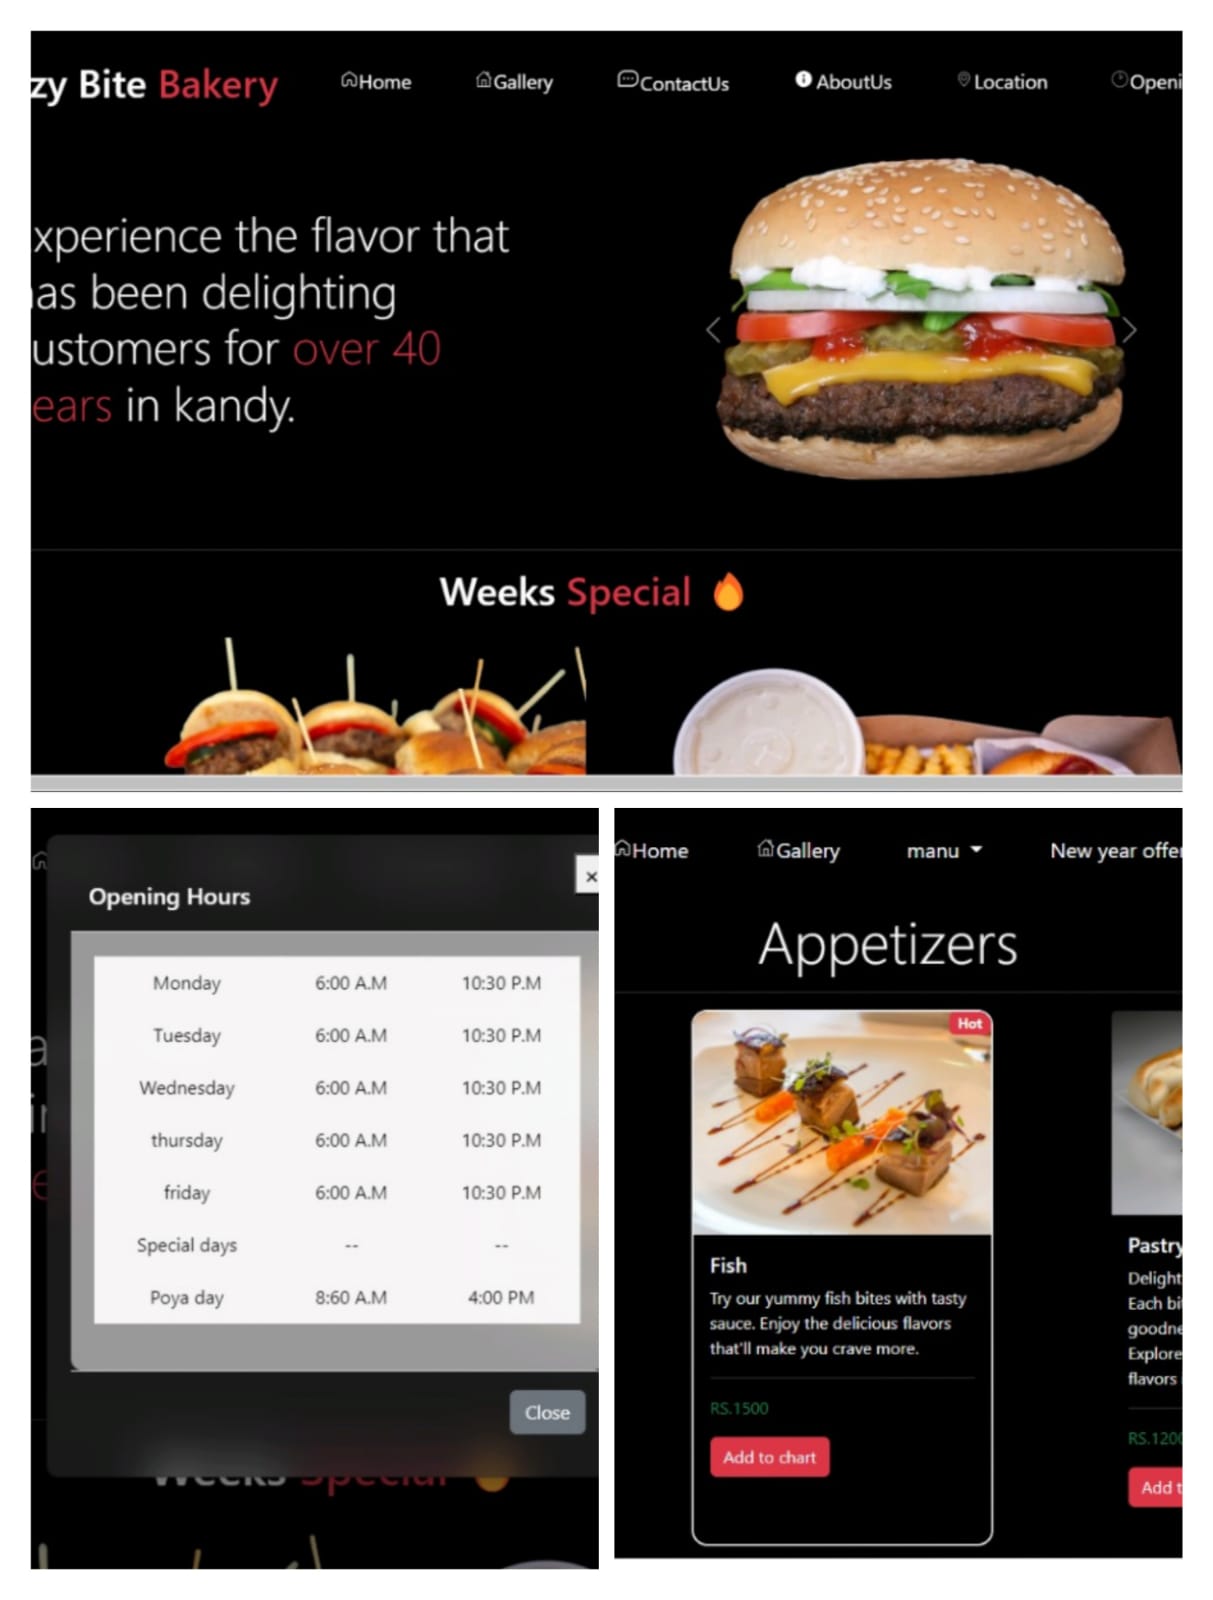 zy Bite Bakery
Home
Gallery
ContactUs
AboutUs
Location
Openi
xperience the flavor that
as been delighting
ustomers for over 40
ears in kandy.
Weeks Special 🔥
Opening Hours
×
Monday 6:00 A.M 10:30 P.M
Tuesday 6:00 A.M 10:30 P.M
Wednesday 6:00 A.M 10:30 P.M
thursday 6:00 A.M 10:30 P.M
friday 6:00 A.M 10:30 P.M
Special days -- --
Poya day 8:60 A.M 4:00 PM
Close
Weeks Special
Home
Gallery
manu
New year offer
Appetizers
Hot
Fish
Try our yummy fish bites with tasty
sauce. Enjoy the delicious flavors
that'll make you crave more.
RS.1500
Add to chart
Pastry
Delight
Each bi
goodne
Explore
flavors
RS.1200
Add t